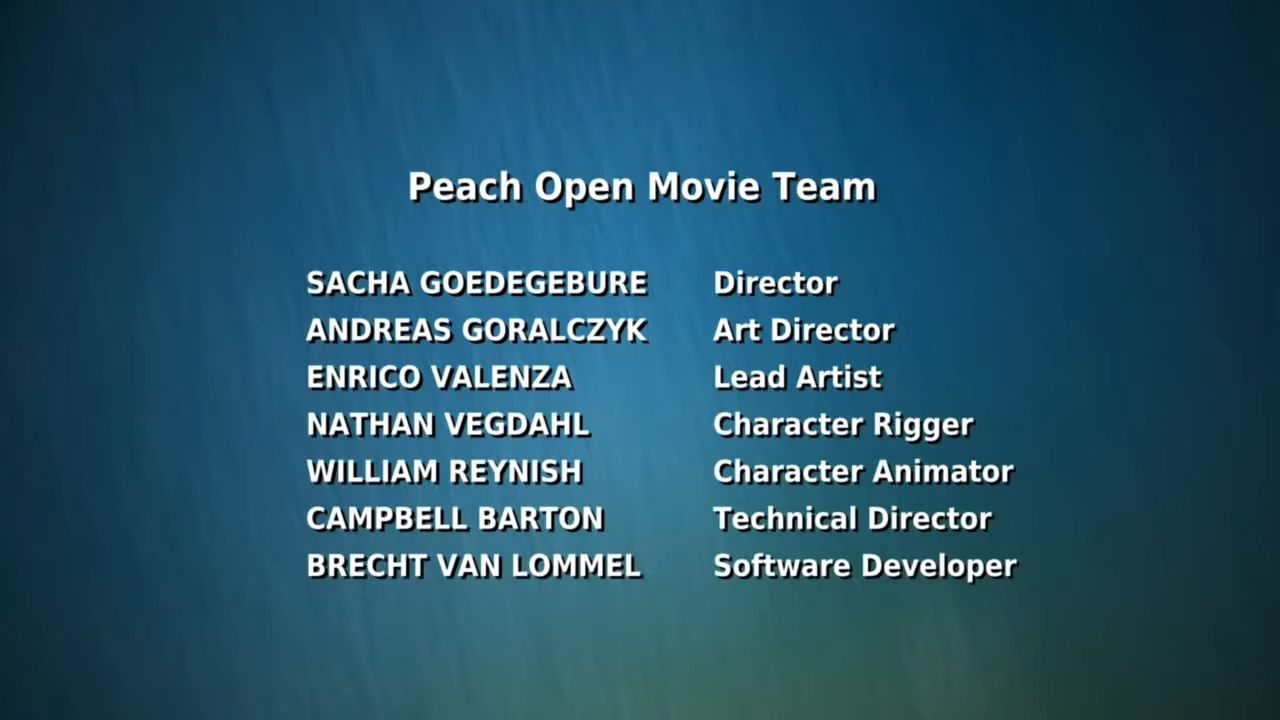 Peach Open Movie Team
SACHA GOEDEGEBURE Director
ANDREAS GORALCZYK Art Director
ENRICO VALENZA Lead Artist
NATHAN VEGDAHL Character Rigger
WILLIAM REYNISH Character Animator
CAMPBELL BARTON Technical Director
BRECHT VAN LOMMEL Software Developer